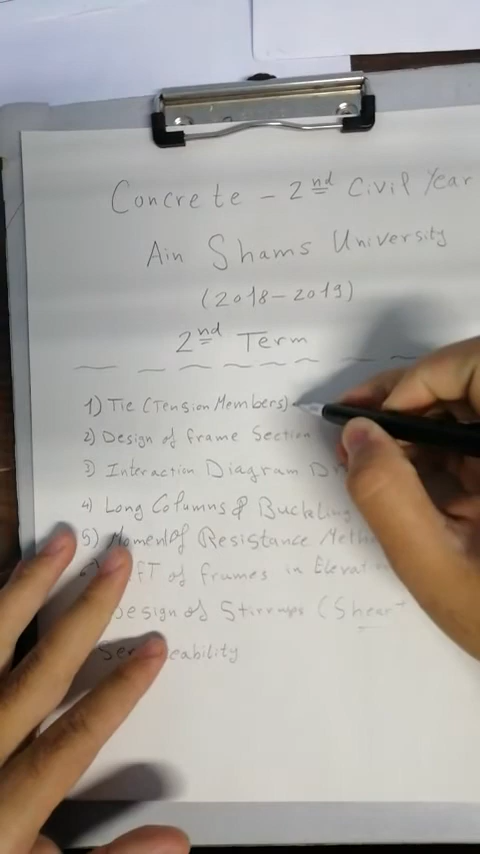 Concrete - 2nd Civil Year
Ain Shams University
(2018-2019)
2nd Term
1) Tie (Tension Members)
2) Design of Frame Section
3) Interaction Diagram
4) Long Columns & Buckling
5) Moment of Resistance
of Frames in
Design of Stirrups (Shear